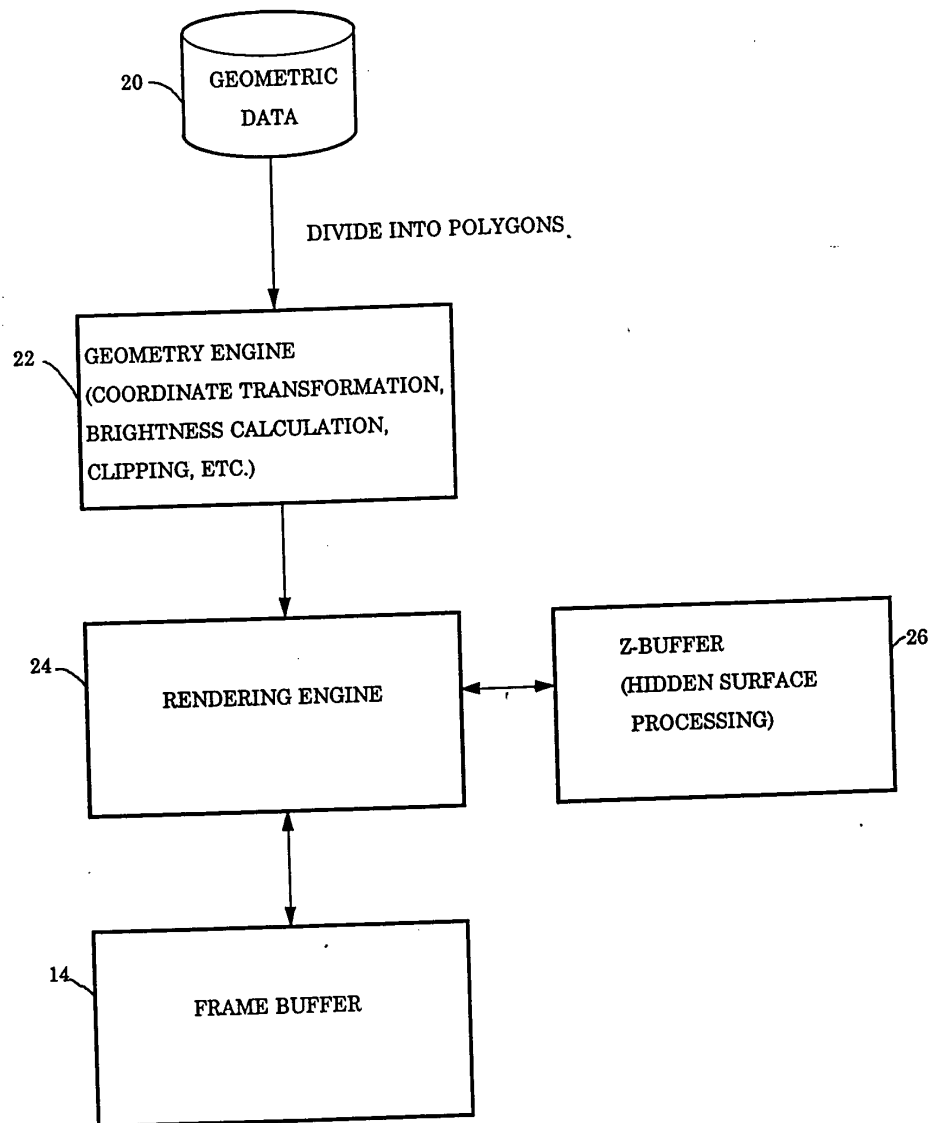 20
GEOMETRIC
DATA
DIVIDE INTO POLYGONS.
22
GEOMETRY ENGINE
(COORDINATE TRANSFORMATION,
BRIGHTNESS CALCULATION,
CLIPPING, ETC.)
24
RENDERING ENGINE
Z-BUFFER
(HIDDEN SURFACE
PROCESSING)
26
14
FRAME BUFFER